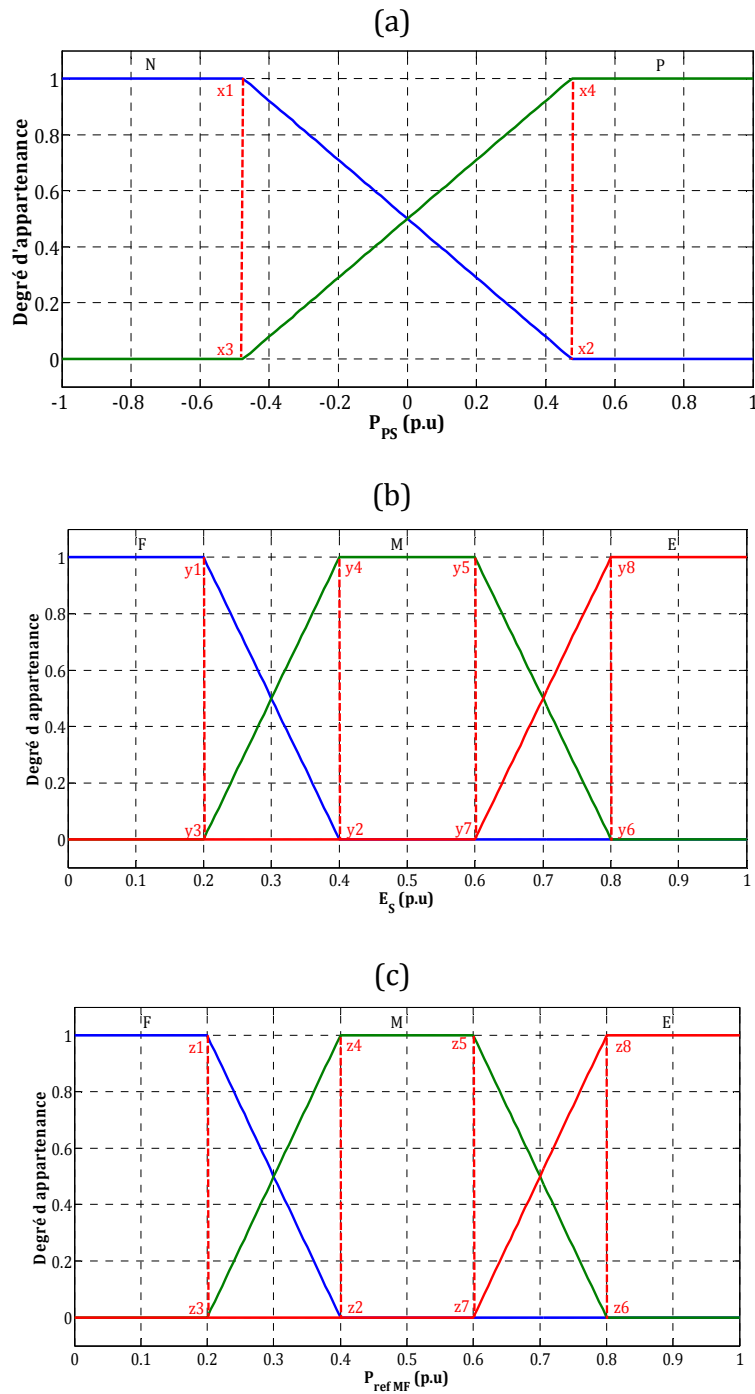 (a)
N P
1 x1 x4
0.8
0.6
0.4
0.2
0 x3 x2
Degré d'appartenance
-1 -0.8 -0.6 -0.4 -0.2 0 0.2 0.4 0.6 0.8 1
P_PS (p.u)
(b)
F M E
1 y1 y4 y5 y8
0.8
0.6
0.4
0.2
0 y3 y2 y7 y6
Degré d appartenance
0 0.1 0.2 0.3 0.4 0.5 0.6 0.7 0.8 0.9 1
E_S (p.u)
(c)
F M E
1 z1 z4 z5 z8
0.8
0.6
0.4
0.2
0 z3 z2 z7 z6
Degré d appartenance
0 0.1 0.2 0.3 0.4 0.5 0.6 0.7 0.8 0.9 1
P_ref MF (p.u)